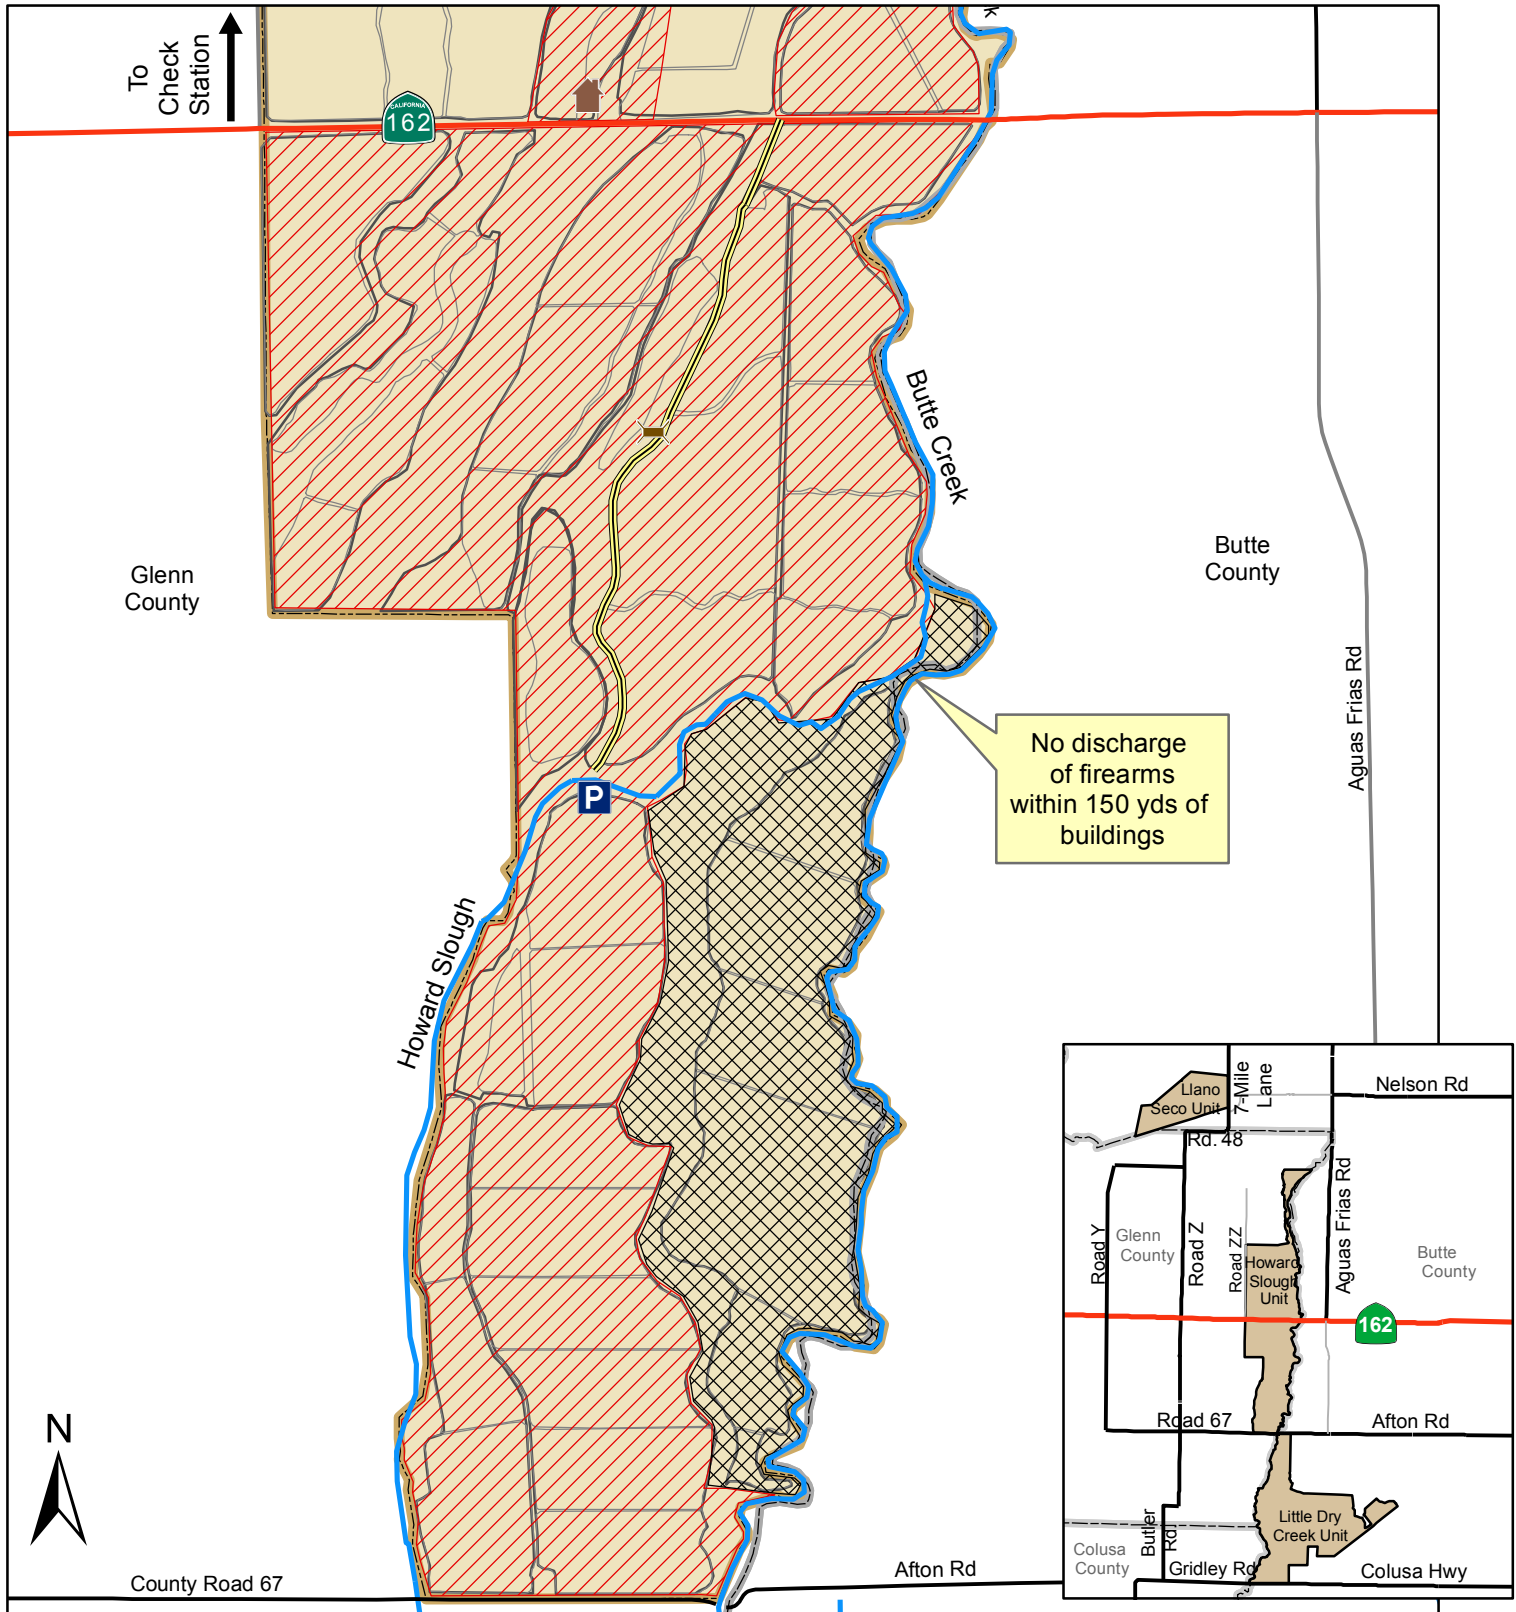 To
Check
Station
CALIFORNIA
162
k
Butte Creek
Glenn
County
Butte
County
Aguas Frias Rd
No discharge
of firearms
within 150 yds of
buildings
P
Howard Slough
N
County Road 67
Afton Rd
Llano
Seco Unit
7-Mile
Lane
Nelson Rd
Rd. 48
Road Y
Glenn
County
Road Z
Road ZZ
Howard
Slough
Unit
Aguas Frias Rd
Butte
County
162
Road 67
Afton Rd
Little Dry
Creek Unit
Butler
Rd.
Colusa
County
Gridley Rd
Colusa Hwy